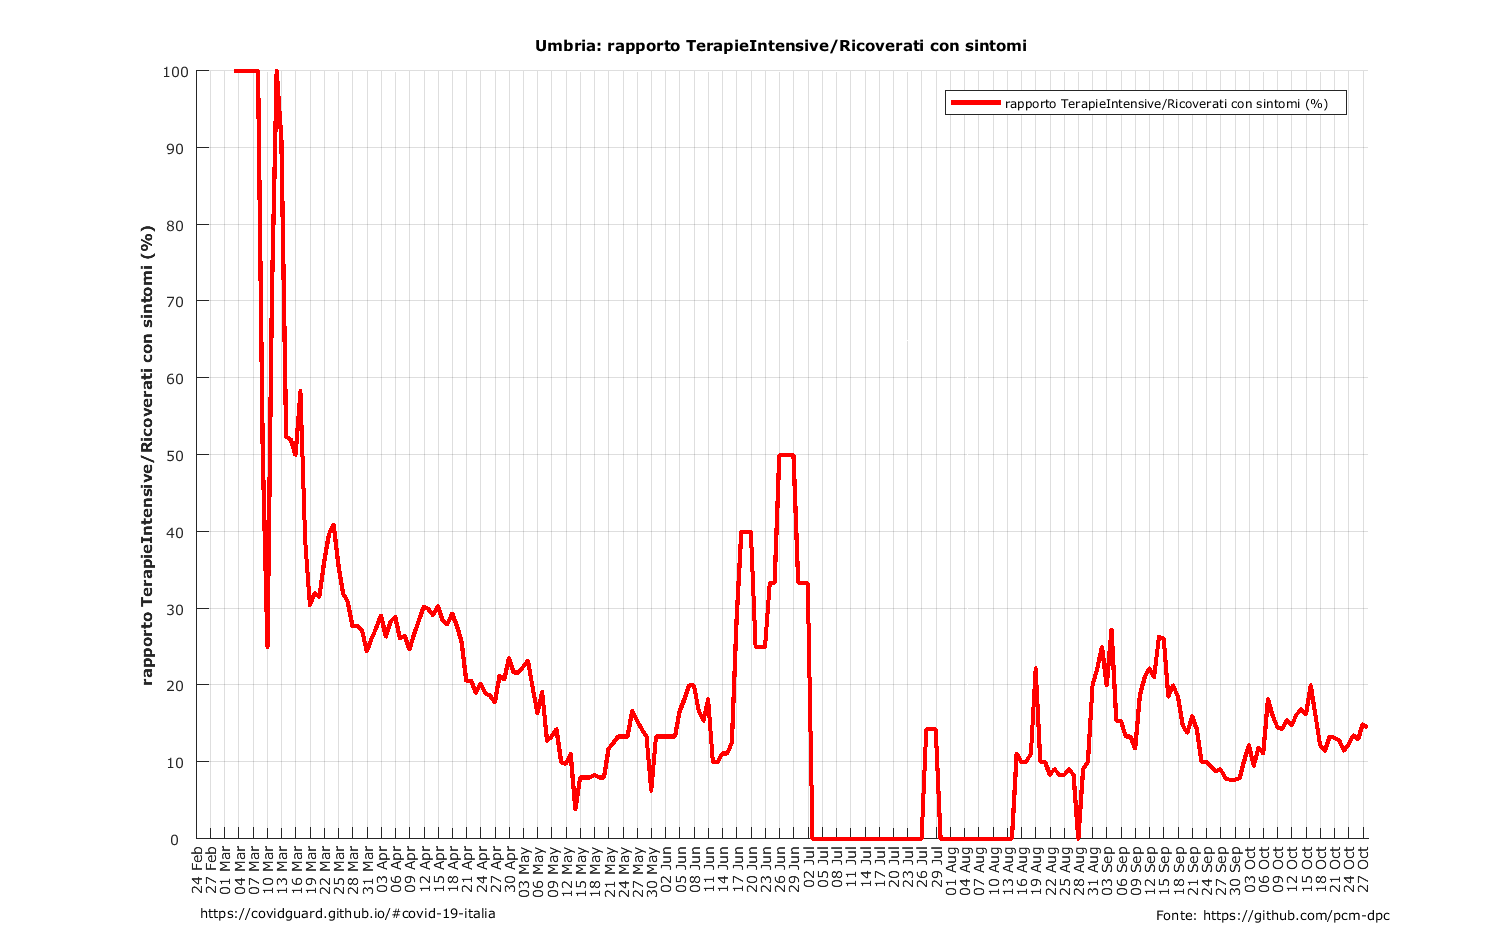 Umbria: rapporto TerapieIntensive/Ricoverati con sintomi
rapporto TerapieIntensive/Ricoverati con sintomi (%)
rapporto TerapieIntensive/Ricoverati con sintomi (%)
100
90
80
70
60
50
40
30
20
10
0
24 Feb
27 Feb
01 Mar
04 Mar
07 Mar
10 Mar
13 Mar
16 Mar
19 Mar
22 Mar
25 Mar
28 Mar
31 Mar
03 Apr
06 Apr
09 Apr
12 Apr
15 Apr
18 Apr
21 Apr
24 Apr
27 Apr
30 Apr
03 May
06 May
09 May
12 May
15 May
18 May
21 May
24 May
27 May
30 May
02 Jun
05 Jun
08 Jun
11 Jun
14 Jun
17 Jun
20 Jun
23 Jun
26 Jun
29 Jun
02 Jul
05 Jul
08 Jul
11 Jul
14 Jul
17 Jul
20 Jul
23 Jul
26 Jul
29 Jul
01 Aug
04 Aug
07 Aug
10 Aug
13 Aug
16 Aug
19 Aug
22 Aug
25 Aug
28 Aug
31 Aug
03 Sep
06 Sep
09 Sep
12 Sep
15 Sep
18 Sep
21 Sep
24 Sep
27 Sep
30 Sep
03 Oct
06 Oct
09 Oct
12 Oct
15 Oct
18 Oct
21 Oct
24 Oct
27 Oct
https://covidguard.github.io/#covid-19-italia
Fonte: https://github.com/pcm-dpc